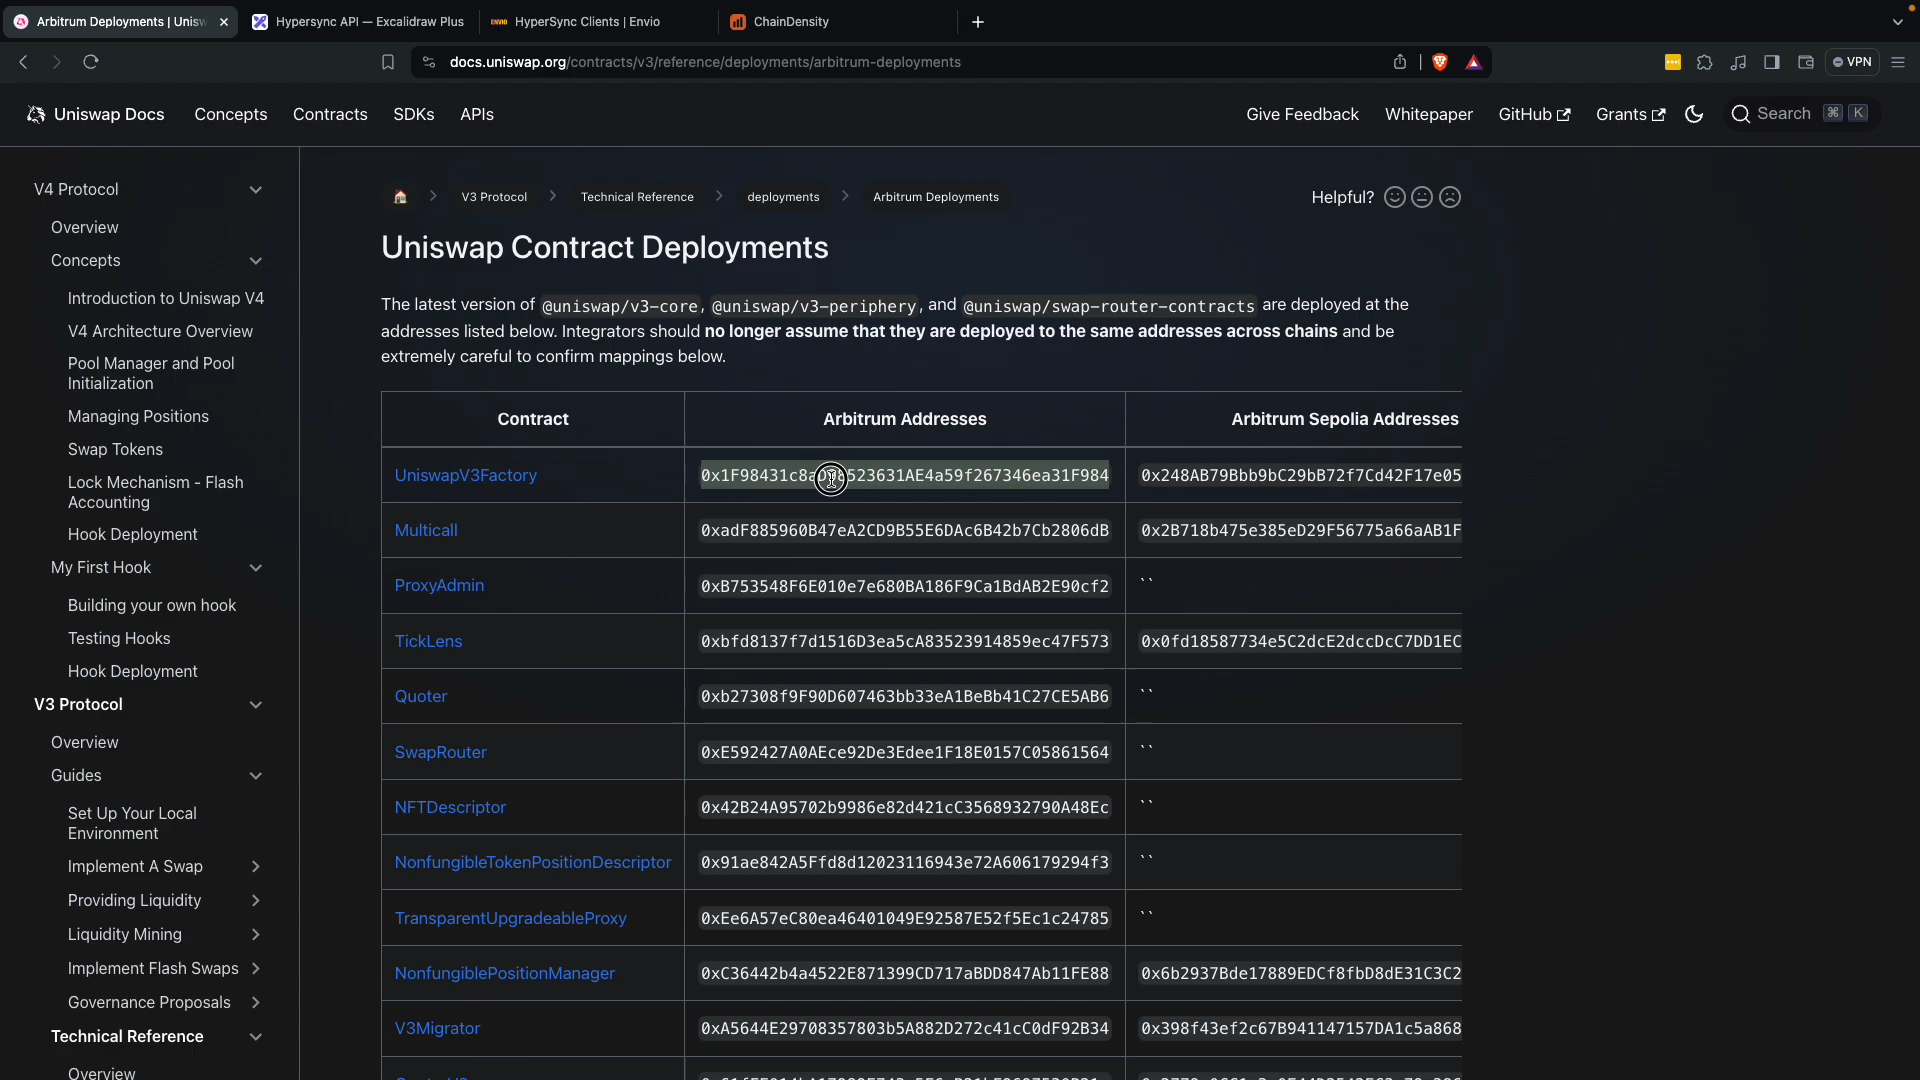 Arbitrum Deployments | Unisw
Hypersync API — Excalidraw Plus
HyperSync Clients | Envio
ChainDensity
docs.uniswap.org/contracts/v3/reference/deployments/arbitrum-deployments
VPN
Uniswap Docs
Concepts
Contracts
SDKs
APIs
Give Feedback
Whitepaper
GitHub
Grants
Search
⌘ K
V4 Protocol
Overview
Concepts
Introduction to Uniswap V4
V4 Architecture Overview
Pool Manager and Pool
Initialization
Managing Positions
Swap Tokens
Lock Mechanism - Flash
Accounting
Hook Deployment
My First Hook
Building your own hook
Testing Hooks
Hook Deployment
V3 Protocol
Overview
Guides
Set Up Your Local
Environment
Implement A Swap
Providing Liquidity
Liquidity Mining
Implement Flash Swaps
Governance Proposals
Technical Reference
Overview
V3 Protocol
Technical Reference
deployments
Arbitrum Deployments
Helpful?
Uniswap Contract Deployments
The latest version of @uniswap/v3-core, @uniswap/v3-periphery, and @uniswap/swap-router-contracts are deployed at the
addresses listed below. Integrators should no longer assume that they are deployed to the same addresses across chains and be
extremely careful to confirm mappings below.
Contract Arbitrum Addresses Arbitrum Sepolia Addresses
UniswapV3Factory 0x248AB79Bbb9bC29bB72f7Cd42F17e05
Multicall 0xadF885960B47eA2CD9B55E6DAc6B42b7Cb2806dB 0x2B718b475e385eD29F56775a66aAB1F
ProxyAdmin 0xB753548F6E010e7e680BA186F9Ca1BdAB2E90cf2 ``
TickLens 0xbfd8137f7d1516D3ea5cA83523914859ec47F573 0x0fd18587734e5C2dcE2dccDcC7DD1EC
Quoter 0xb27308f9F90D607463bb33eA1BeBb41C27CE5AB6 ``
SwapRouter 0xE592427A0AEce92De3Edee1F18E0157C05861564 ``
NFTDescriptor 0x42B24A95702b9986e82d421cC3568932790A48Ec ``
NonfungibleTokenPositionDescriptor 0x91ae842A5Ffd8d12023116943e72A606179294f3 ``
TransparentUpgradeableProxy 0xEe6A57eC80ea46401049E92587E52f5Ec1c24785 ``
NonfungiblePositionManager 0xC36442b4a4522E871399CD717aBDD847Ab11FE88 0x6b2937Bde17889EDCf8fbD8dE31C3C2
V3Migrator 0xA5644E29708357803b5A882D272c41cC0dF92B34 0x398f43ef2c67B941147157DA1c5a868